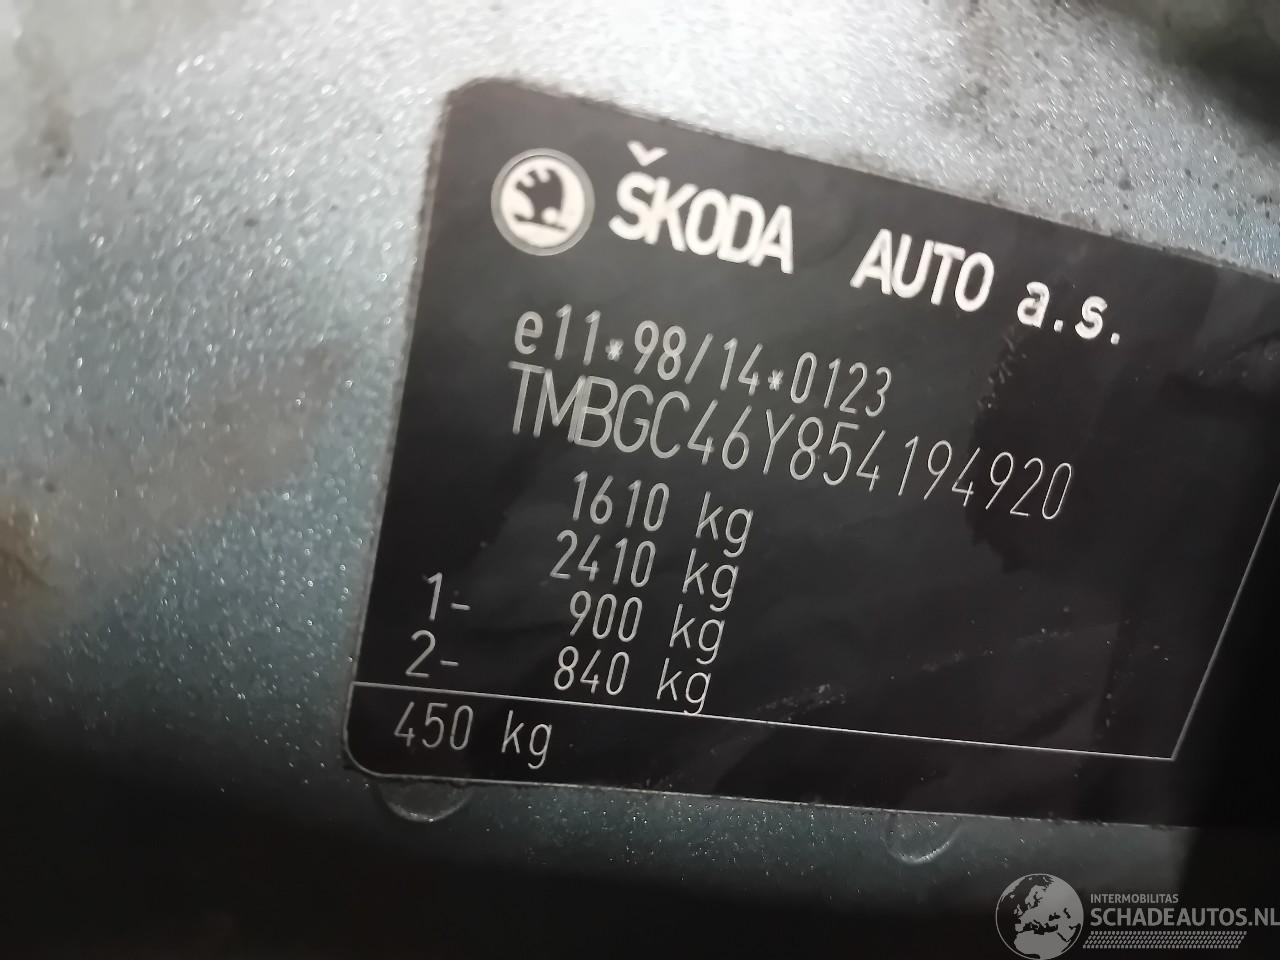 ŠKODA AUTO a.s.
e11*98/14*0123
TMBGC46Y854194920
1610 kg
2410 kg
1- 900 kg
2- 840 kg
450 kg
INTERMOBILITAS
SCHADEAUTOS.NL